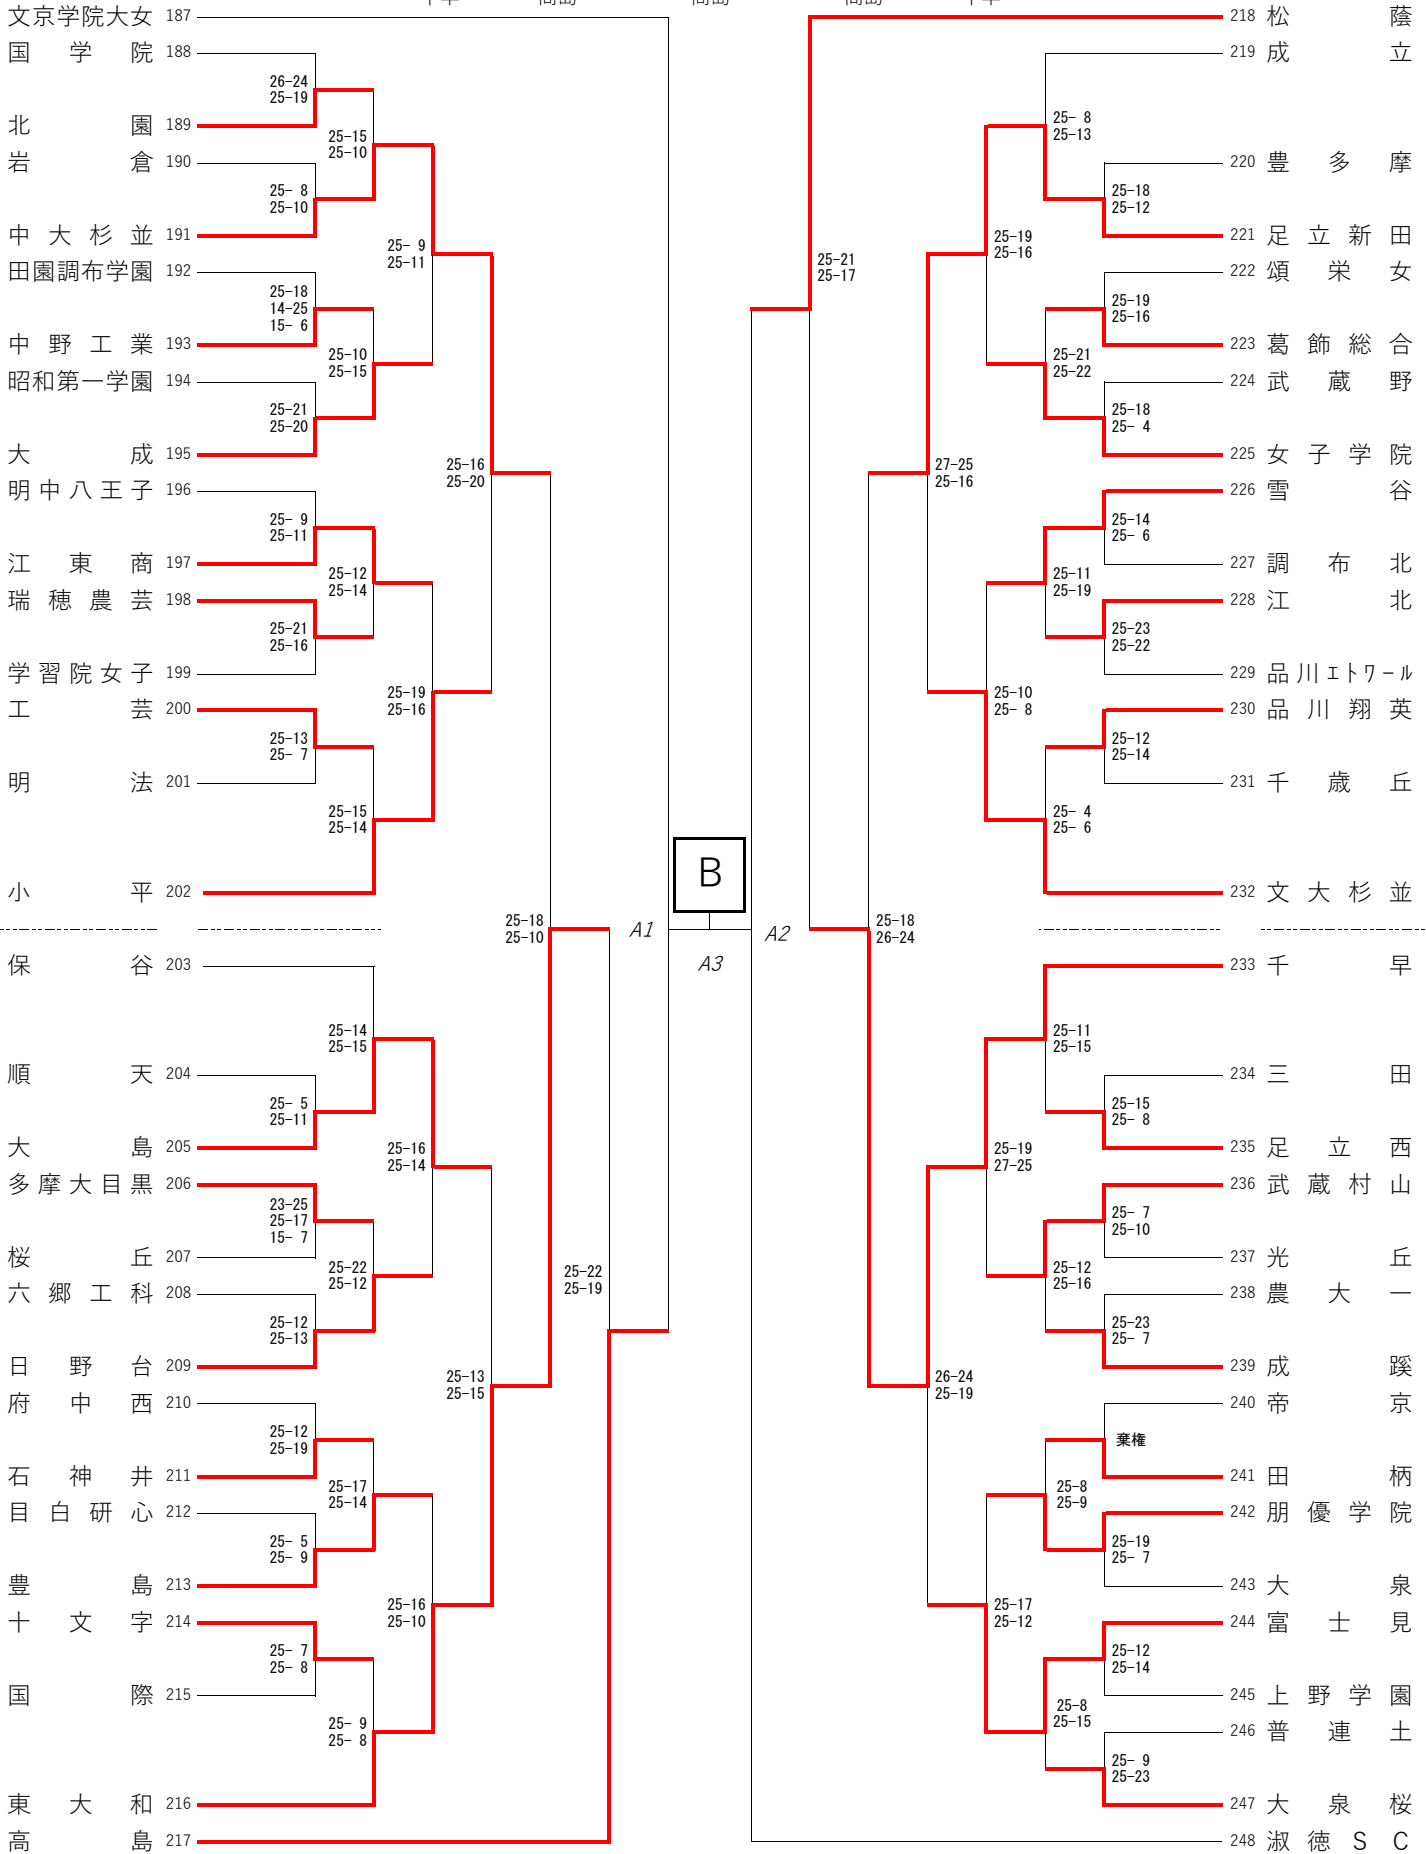 文京学院大女 187
国学院 188
26-24
25-19
北園 189
25-15
25-10
岩倉 190
25- 8
25-10
中大杉並 191
25- 9
25-11
田園調布学園 192
25-18
14-25
15- 6
中野工業 193
25-10
25-15
昭和第一学園 194
25-21
25-20
大成 195
25-16
25-20
明中八王子 196
25- 9
25-11
江東商 197
25-12
25-14
瑞穂農芸 198
25-21
25-16
学習院女子 199
25-19
25-16
工芸 200
25-13
25- 7
明法 201
25-15
25-14
小平 202
25-18
25-10
保谷 203
25-14
25-15
順天 204
25- 5
25-11
大島 205
25-16
25-14
多摩大目黒 206
23-25
25-17
15- 7
桜丘 207
25-22
25-12
25-22
25-19
六郷工科 208
25-12
25-13
日野台 209
25-13
25-15
府中西 210
25-12
25-19
石神井 211
25-17
25-14
目白研心 212
25- 5
25- 9
豊島 213
25-16
25-10
十文字 214
25- 7
25- 8
国際 215
25- 9
25- 8
東大和 216
高島 217
B
A1
A2
A3
218 松蔭
219 成立
25- 8
25-13
220 豊多摩
25-18
25-12
221 足立新田
25-19
25-16
25-21
25-17
222 頌栄女
25-19
25-16
223 葛飾総合
25-21
25-22
224 武蔵野
25-18
25- 4
225 女子学院
27-25
25-16
226 雪谷
25-14
25- 6
227 調布北
25-11
25-19
228 江北
25-23
25-22
229 品川エトワール
25-10
25- 8
230 品川翔英
25-12
25-14
231 千歳丘
25- 4
25- 6
232 文大杉並
25-18
26-24
233 千早
25-11
25-15
234 三田
25-15
25- 8
235 足立西
25-19
27-25
236 武蔵村山
25- 7
25-10
237 光丘
25-12
25-16
238 農大一
25-23
25- 7
239 成蹊
26-24
25-19
240 帝京
棄権
241 田柄
25-8
25-9
242 朋優学院
25-19
25- 7
243 大泉
25-17
25-12
244 富士見
25-12
25-14
245 上野学園
25-8
25-15
246 普連土
25- 9
25-23
247 大泉桜
248 淑徳SC